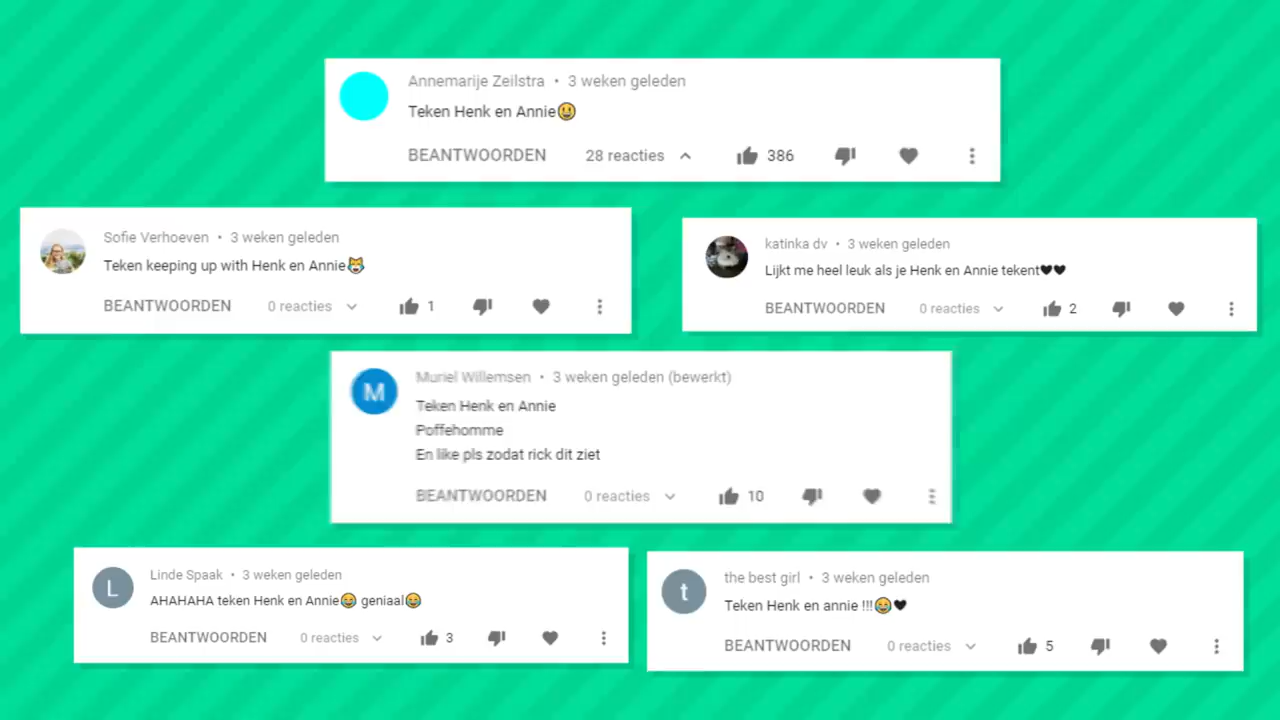 Annemarije Zeilstra • 3 weken geleden
Teken Henk en Annie😃
BEANTWOORDEN 28 reacties 386
Sofie Verhoeven • 3 weken geleden
Teken keeping up with Henk en Annie😹
BEANTWOORDEN 0 reacties 1
katinka dv • 3 weken geleden
Lijkt me heel leuk als je Henk en Annie tekent🖤🖤
BEANTWOORDEN 0 reacties 2
M
Muriel Willemsen • 3 weken geleden (bewerkt)
Teken Henk en Annie
Poffehomme
En like pls zodat rick dit ziet
BEANTWOORDEN 0 reacties 10
L
Linde Spaak • 3 weken geleden
AHAHAHA teken Henk en Annie😂 geniaal😂
BEANTWOORDEN 0 reacties 3
t
the best girl • 3 weken geleden
Teken Henk en annie !!!😂🖤
BEANTWOORDEN 0 reacties 5